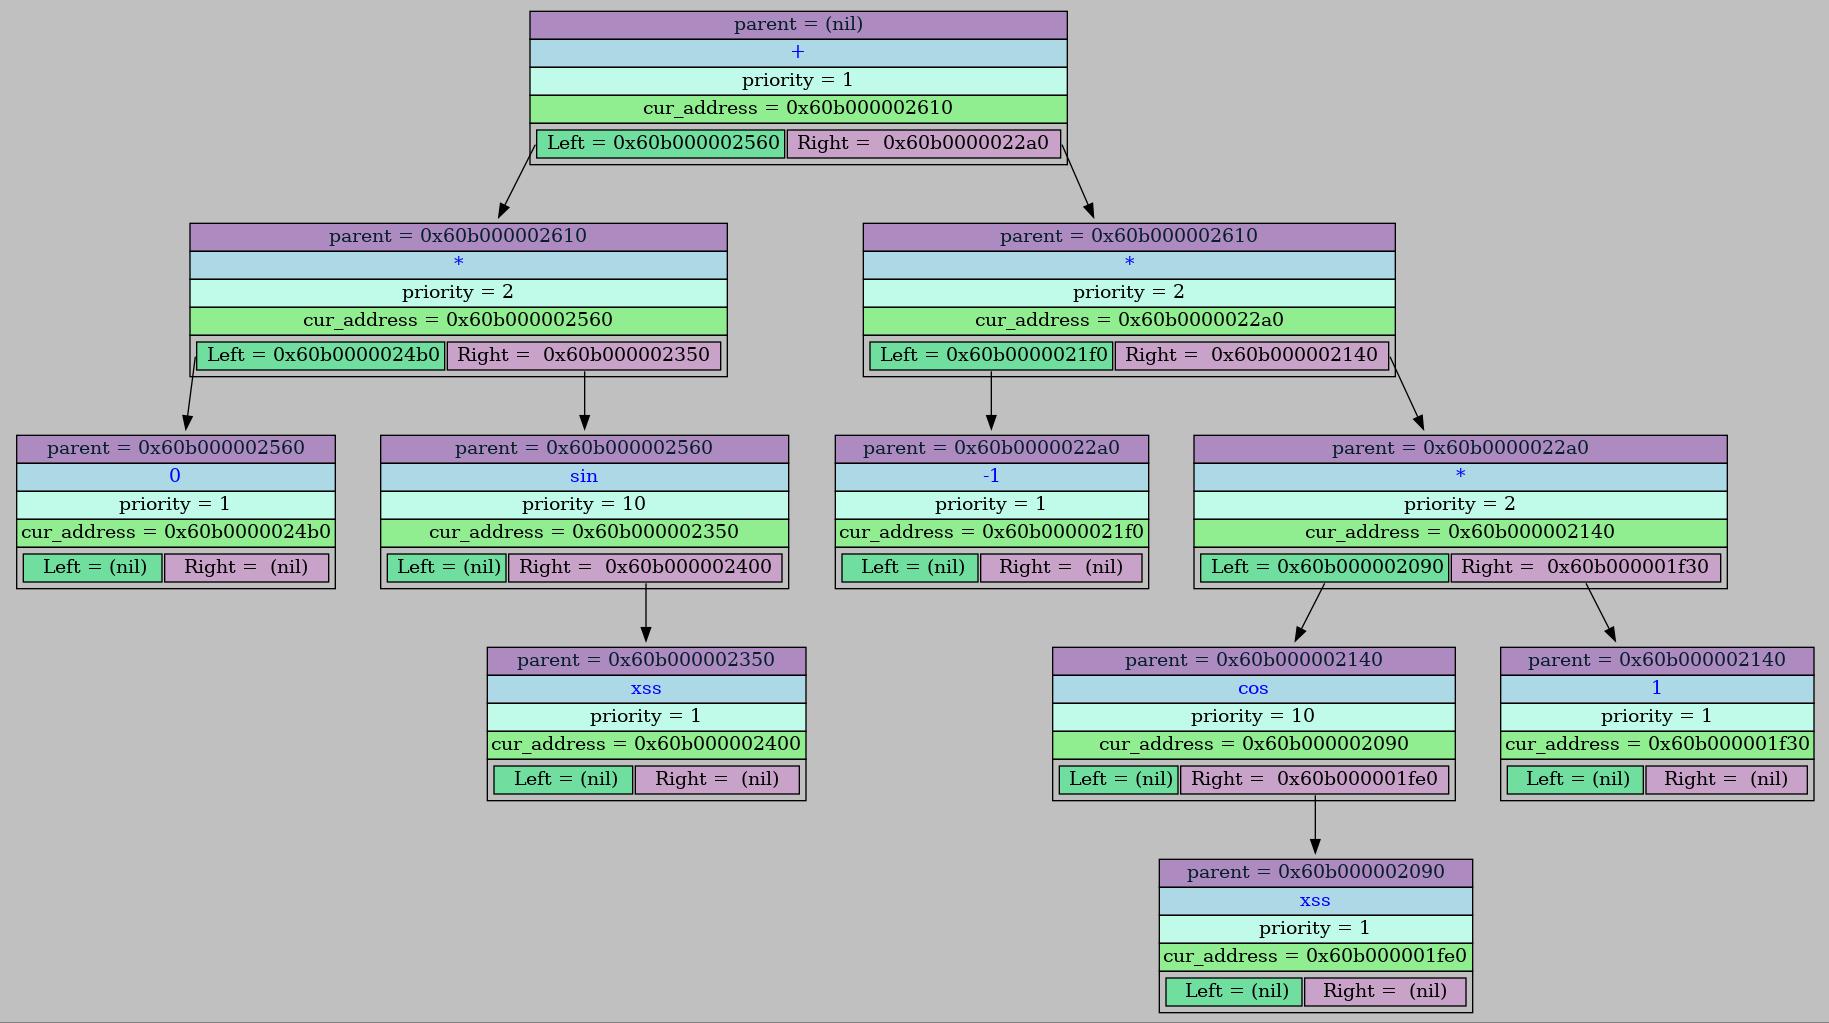 parent = (nil)
+
priority = 1
cur_address = 0x60b000002610
Left = 0x60b000002560 Right = 0x60b0000022a0
parent = 0x60b000002610
*
priority = 2
cur_address = 0x60b000002560
Left = 0x60b0000024b0 Right = 0x60b000002350
parent = 0x60b000002610
*
priority = 2
cur_address = 0x60b0000022a0
Left = 0x60b0000021f0 Right = 0x60b000002140
parent = 0x60b000002560
0
priority = 1
cur_address = 0x60b0000024b0
Left = (nil) Right = (nil)
parent = 0x60b000002560
sin
priority = 10
cur_address = 0x60b000002350
Left = (nil) Right = 0x60b000002400
parent = 0x60b0000022a0
-1
priority = 1
cur_address = 0x60b0000021f0
Left = (nil) Right = (nil)
parent = 0x60b0000022a0
*
priority = 2
cur_address = 0x60b000002140
Left = 0x60b000002090 Right = 0x60b000001f30
parent = 0x60b000002350
xss
priority = 1
cur_address = 0x60b000002400
Left = (nil) Right = (nil)
parent = 0x60b000002140
cos
priority = 10
cur_address = 0x60b000002090
Left = (nil) Right = 0x60b000001fe0
parent = 0x60b000002140
1
priority = 1
cur_address = 0x60b000001f30
Left = (nil) Right = (nil)
parent = 0x60b000002090
xss
priority = 1
cur_address = 0x60b000001fe0
Left = (nil) Right = (nil)